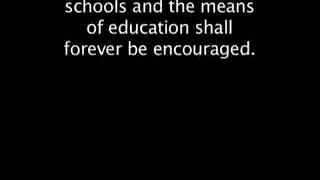 schools and the means
of education shall
forever be encouraged.